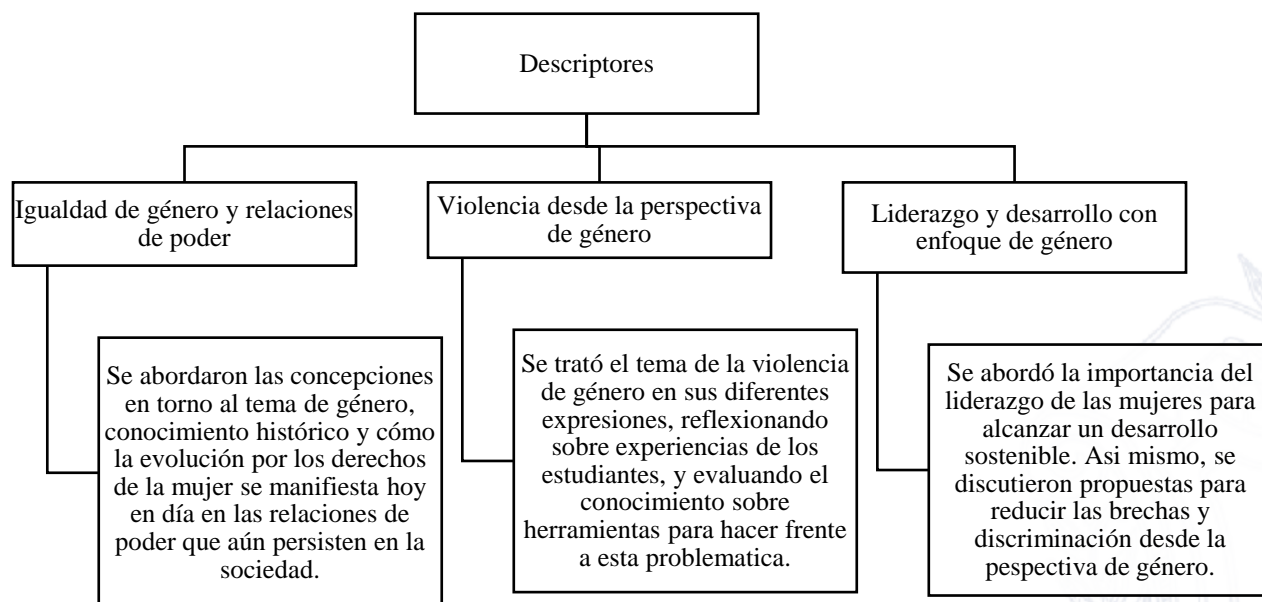 Descriptores
Igualdad de género y relaciones
de poder
Violencia desde la perspectiva
de género
Liderazgo y desarrollo con
enfoque de género
Se abordaron las concepciones
en torno al tema de género,
conocimiento histórico y cómo
la evolución por los derechos
de la mujer se manifiesta hoy
en día en las relaciones de
poder que aún persisten en la
sociedad.
Se trató el tema de la violencia
de género en sus diferentes
expresiones, reflexionando
sobre experiencias de los
estudiantes, y evaluando el
conocimiento sobre
herramientas para hacer frente
a esta problematica.
Se abordó la importancia del
liderazgo de las mujeres para
alcanzar un desarrollo
sostenible. Asi mismo, se
discutieron propuestas para
reducir las brechas y
discriminación desde la
pespectiva de género.